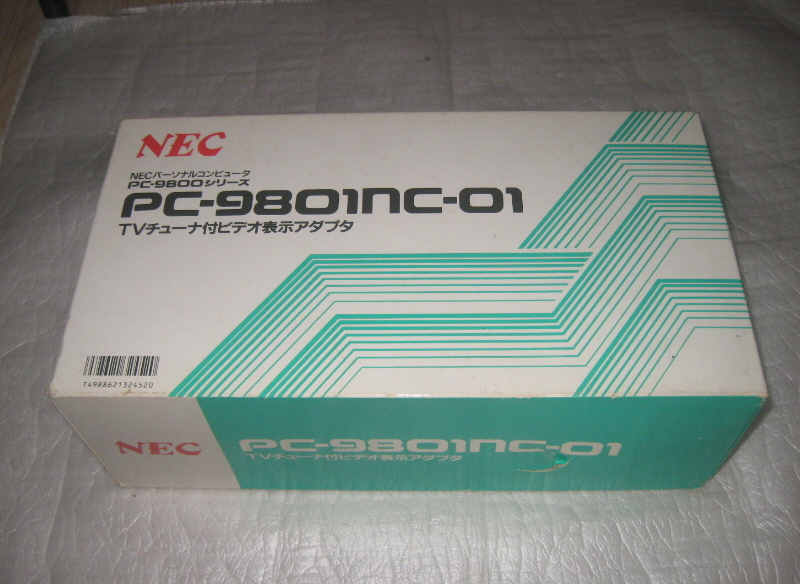 NEC
NECパーソナルコンピュータ
PC-9800シリーズ
PC-9801NC-01
TVチューナ付ビデオ表示アダプタ
T4988621324520
NEC
PC-9801NC-01
TVチューナ付ビデオ表示アダプタ